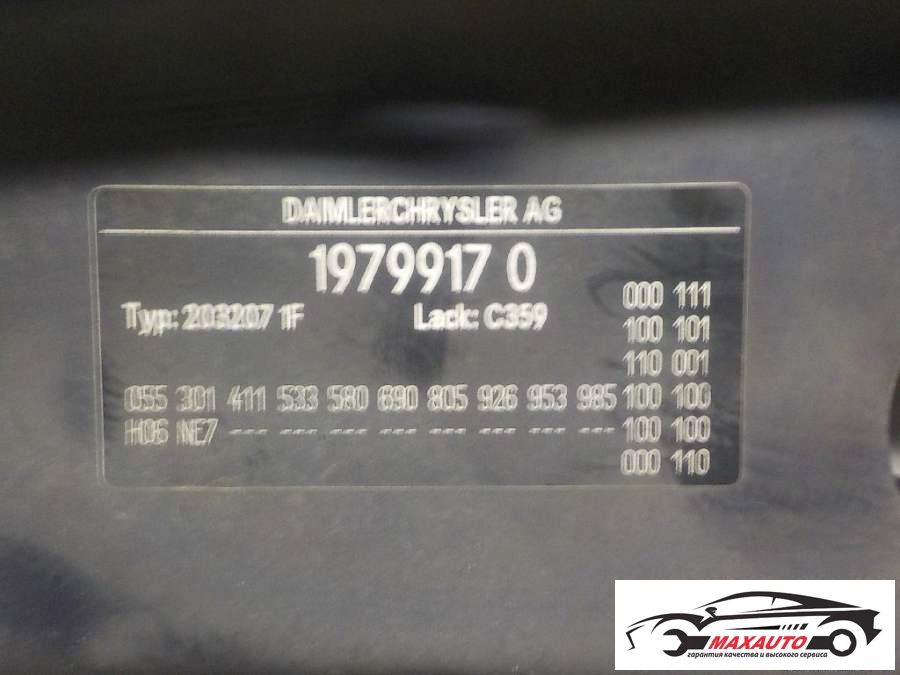 DAIMLERCHRYSLER AG
1979917 0
Typ: 203207 1F Lack: C359
000 111
100 101
110 001
055 301 411 533 580 690 805 926 953 985 100 100
H06 NE7 --- --- --- --- --- --- --- --- 100 100
000 110
MAXAUTO
гарантия качества и высокого сервиса